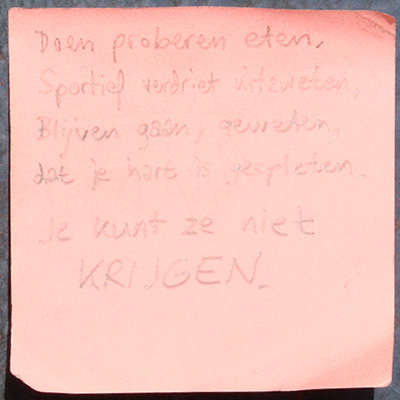 Doen proberen eten,
Sportief verdriet uitzweten,
Blijven gaan, geweten,
dat je hart is gespleten.
Je kunt ze niet
KRIJGEN.